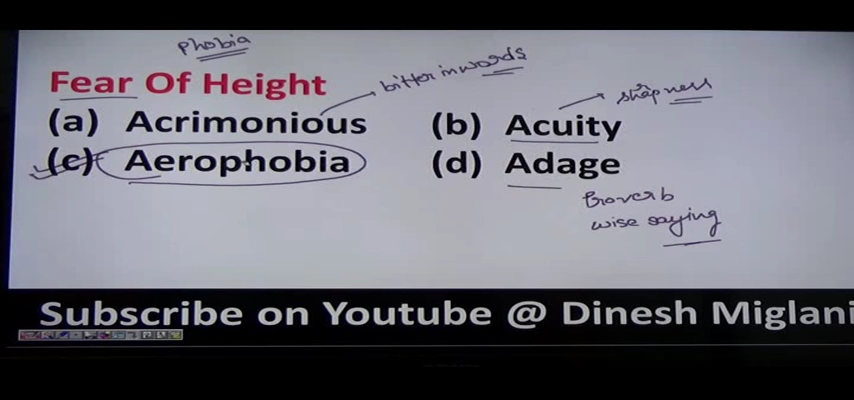 Phobia
Fear Of Height
bitter in words
shapness
(a) Acrimonious (b) Acuity
(c) Aerophobia (d) Adage
Proverb
wise saying
Subscribe on Youtube @ Dinesh Miglani